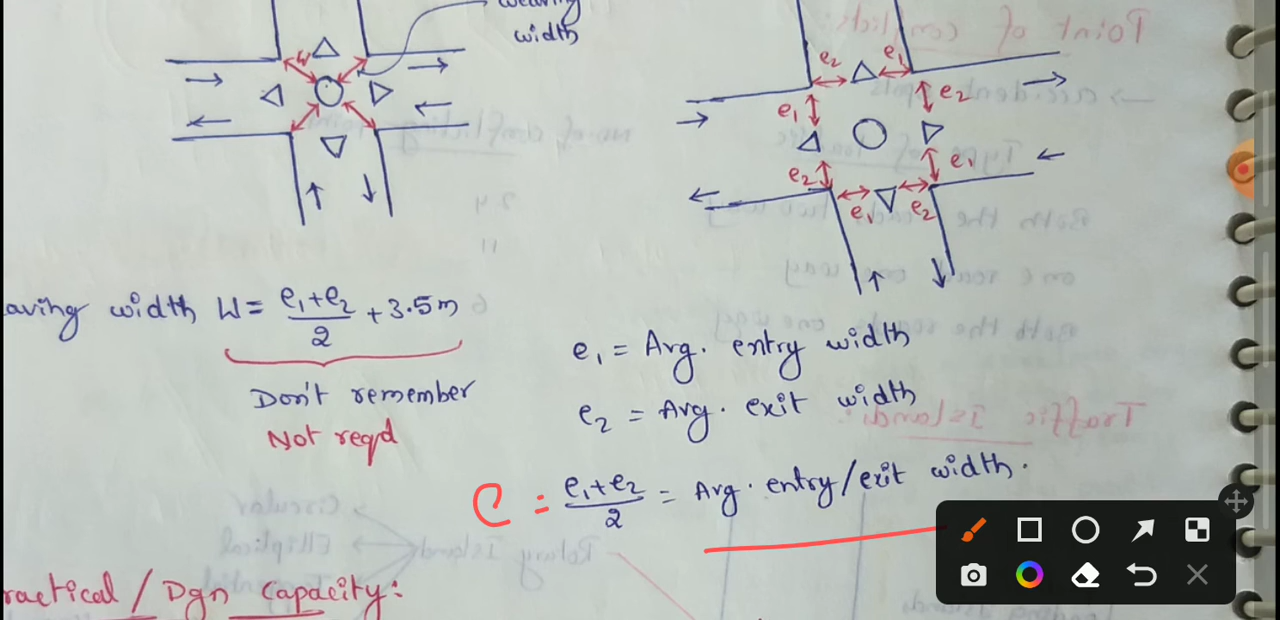 width
W
e₂
e₁
e₁
e₂
e₂
e₁
e₁
e₂
aving width W = e₁+e₂/2 + 3.5m
Don't remember
Not reqd
e₁ = Avg. entry width
e₂ = Avg. exit width
e = e₁+e₂/2 = Avg. entry/exit width.
ractical / Dgn Capacity: